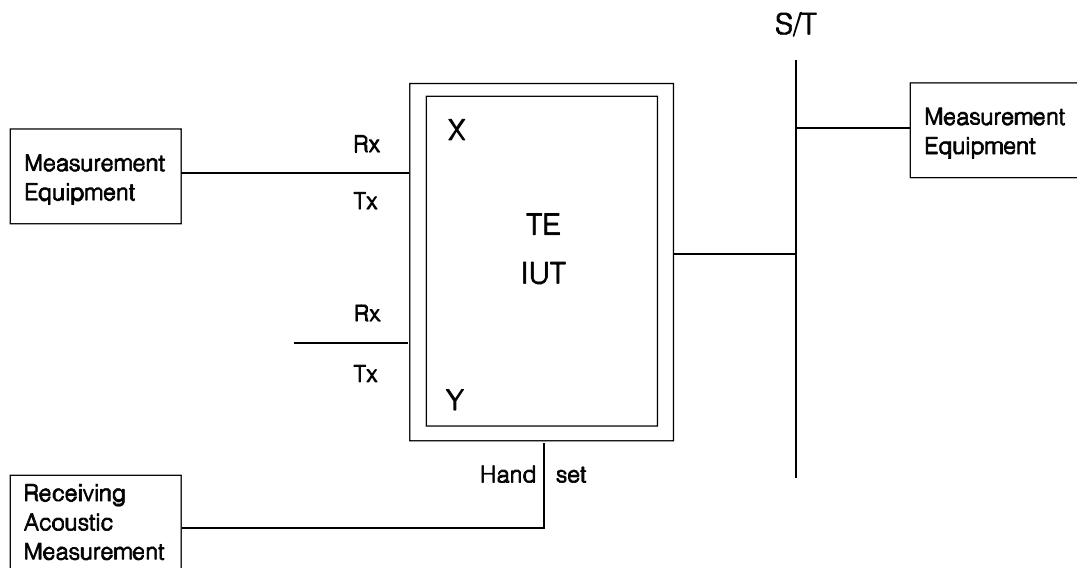 S/T
Measurement
Equipment
Rx
Tx
X
TE
IUT
Measurement
Equipment
Rx
Tx
Y
Hand set
Receiving
Acoustic
Measurement